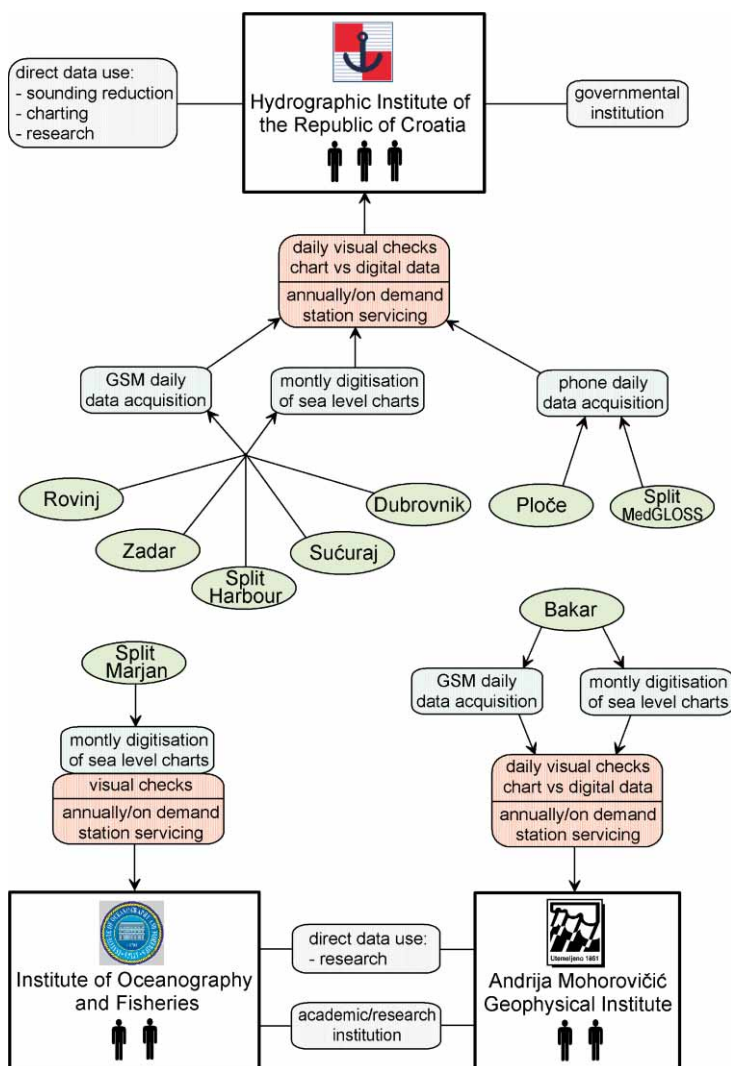 direct data use:
- sounding reduction
- charting
- research
Hydrographic Institute of
the Republic of Croatia
governmental
institution
daily visual checks
chart vs digital data
annually/on demand
station servicing
GSM daily
data acquisition
montly digitisation
of sea level charts
phone daily
data acquisition
Rovinj
Zadar
Split
Harbour
Sućuraj
Dubrovnik
Ploče
Split
MedGLOSS
Split
Marjan
montly digitisation
of sea level charts
visual checks
annually/on demand
station servicing
Bakar
GSM daily
data acquisition
montly digitisation
of sea level charts
daily visual checks
chart vs digital data
annually/on demand
station servicing
Institute of Oceanography
and Fisheries
direct data use:
- research
academic/research
institution
Utemeljeno 1861
Andrija Mohorovičić
Geophysical Institute